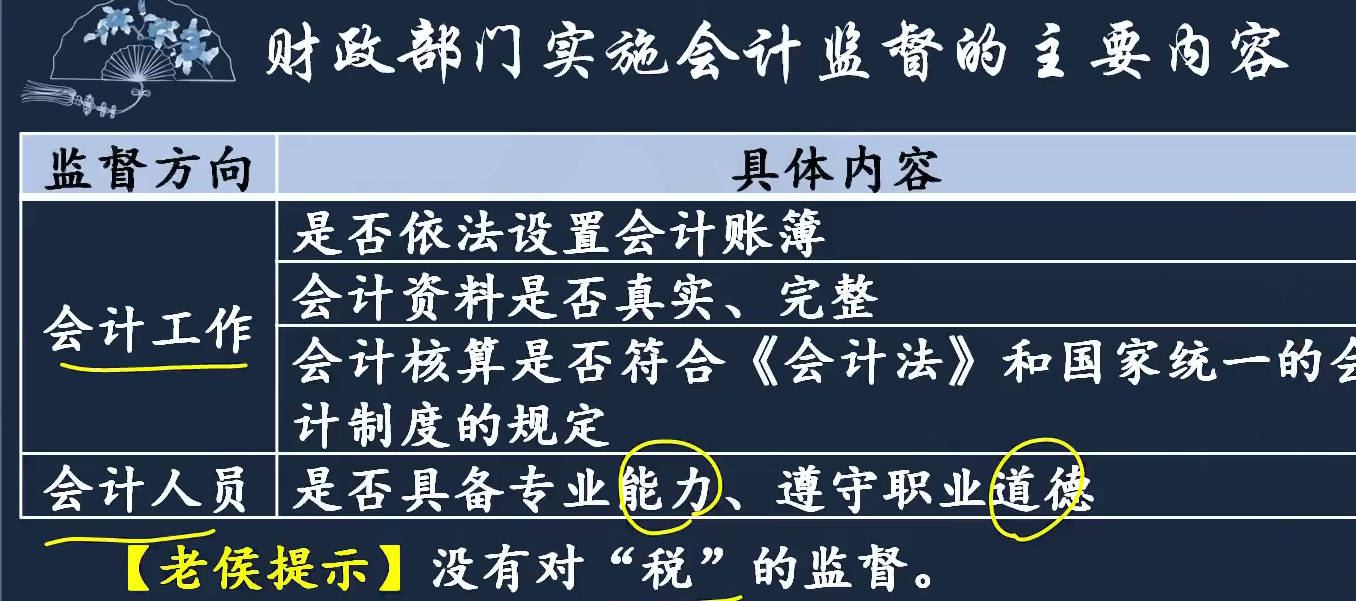 财政部门实施会计监督的主要内容
监督方向 具体内容
是否依法设置会计账簿
会计资料是否真实、完整
会计工作
会计核算是否符合《会计法》和国家统一的会
计制度的规定
会计人员 是否具备专业能力、遵守职业道德
【老侯提示】没有对“税”的监督。